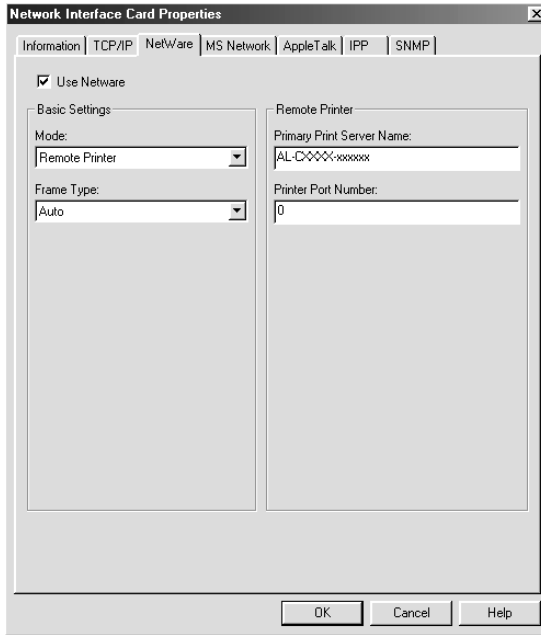 Network Interface Card Properties
Information TCP/IP NetWare MS Network AppleTalk IPP SNMP
Use Netware
Basic Settings
Mode:
Remote Printer
Frame Type:
Auto
Remote Printer
Primary Print Server Name:
AL-CXXXX-xxxxxx
Printer Port Number:
0
OK Cancel Help